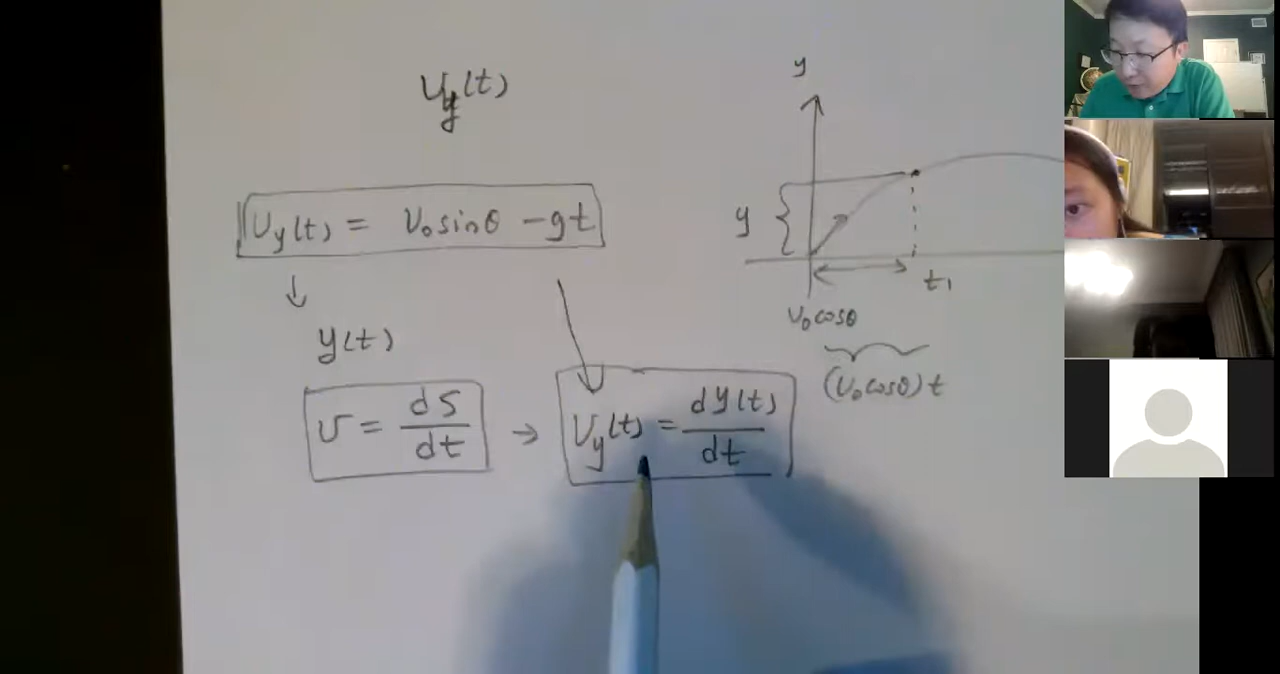 Vy(t)
Vy(t) = V₀sinθ - gt
↓
y(t)
v = ds/dt → Vy(t) = dy(t)/dt
y
y
t₁
V₀cosθ
(V₀cosθ)t